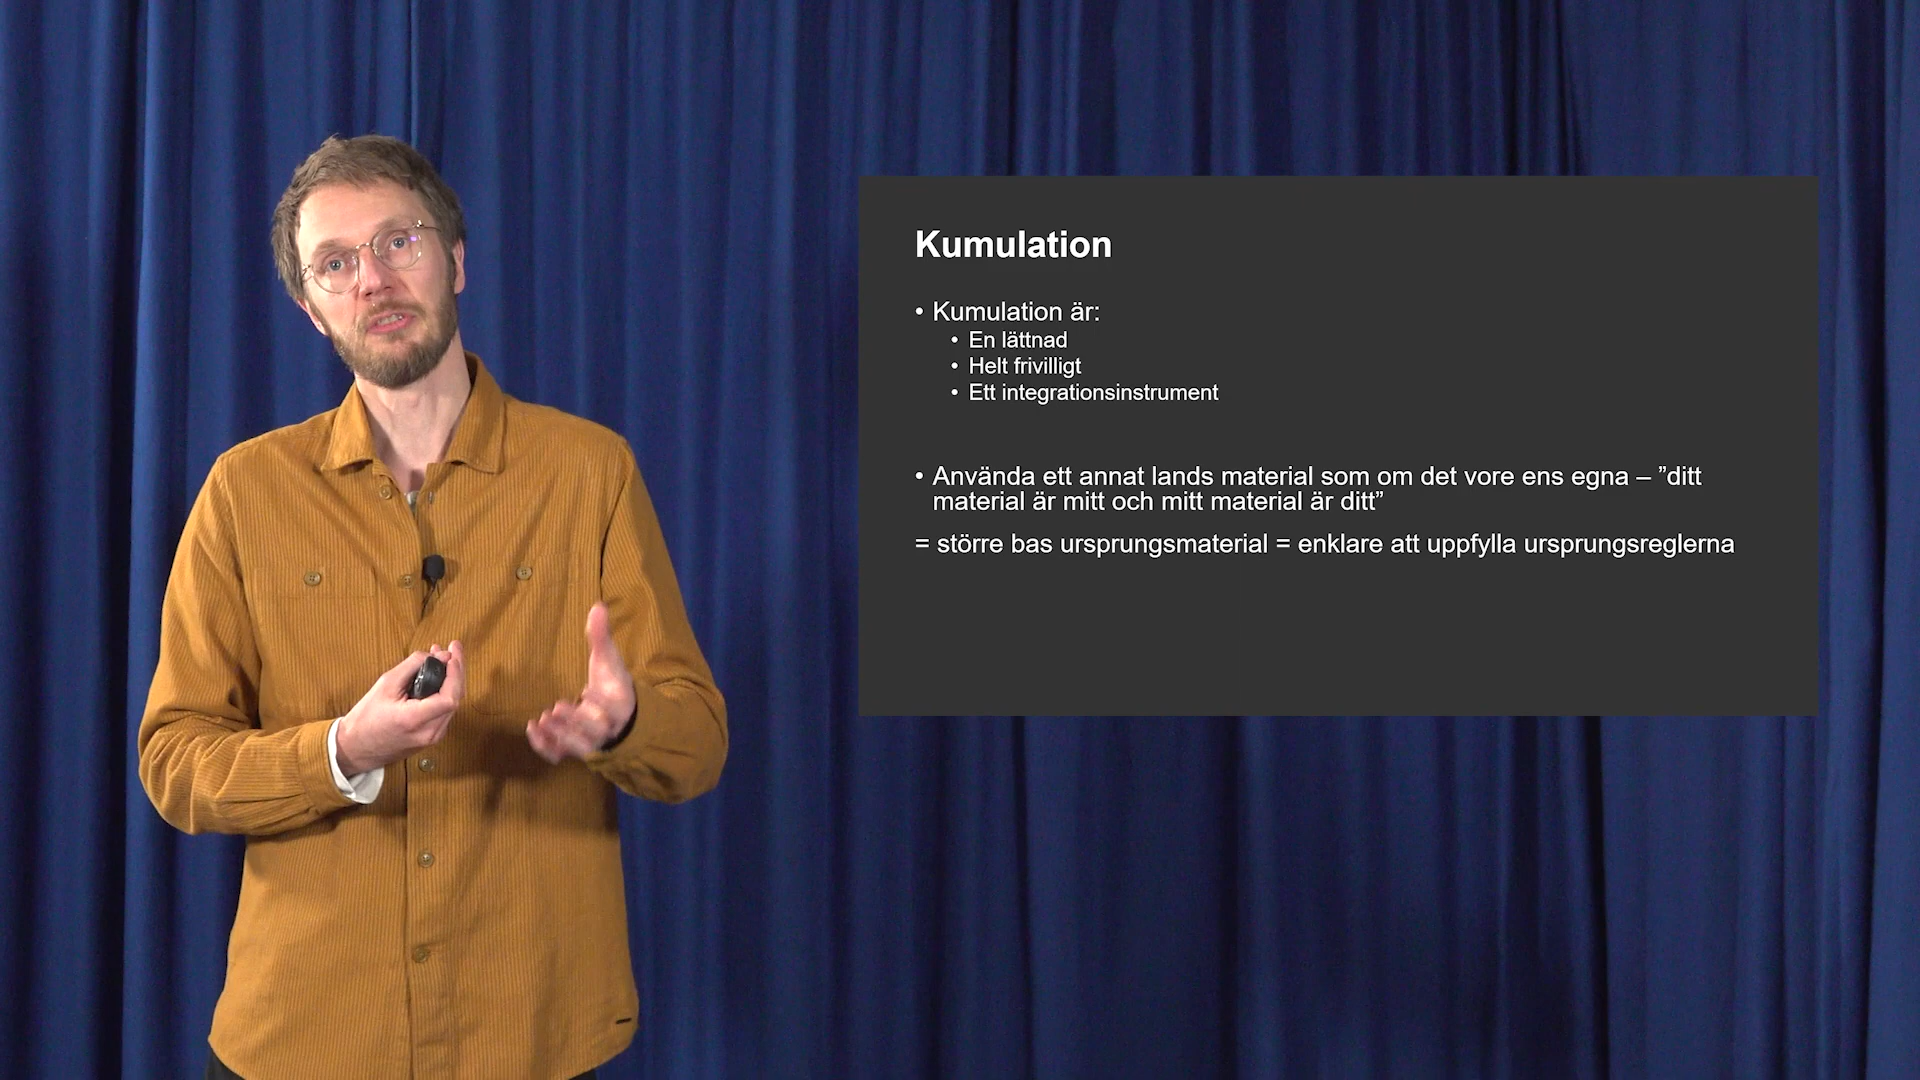 Kumulation
• Kumulation är:
• En lättnad
• Helt frivilligt
• Ett integrationsinstrument
• Använda ett annat lands material som om det vore ens egna – ”ditt
material är mitt och mitt material är ditt”
= större bas ursprungsmaterial = enklare att uppfylla ursprungsreglerna